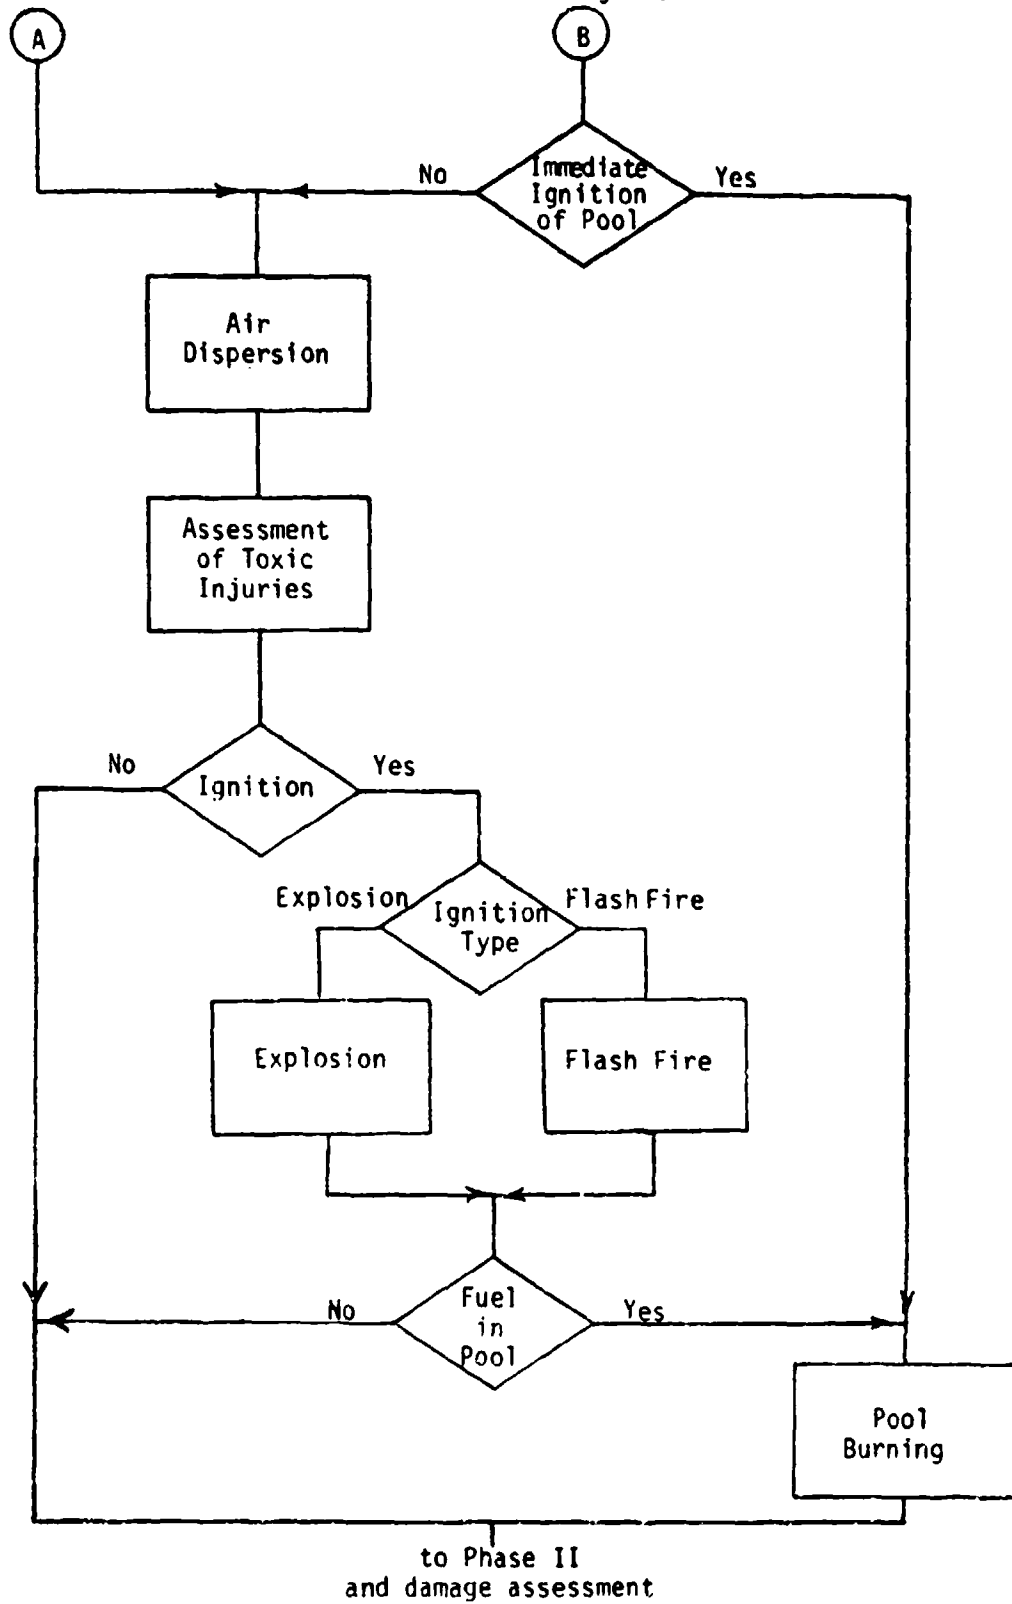 A
B
No
Immediate
Ignition
of Pool
Yes
Air
Dispersion
Assessment
of Toxic
Injuries
No
Ignition
Yes
Explosion
Ignition
Type
Flash Fire
Explosion
Flash Fire
No
Fuel
in
Pool
Yes
Pool
Burning
to Phase II
and damage assessment